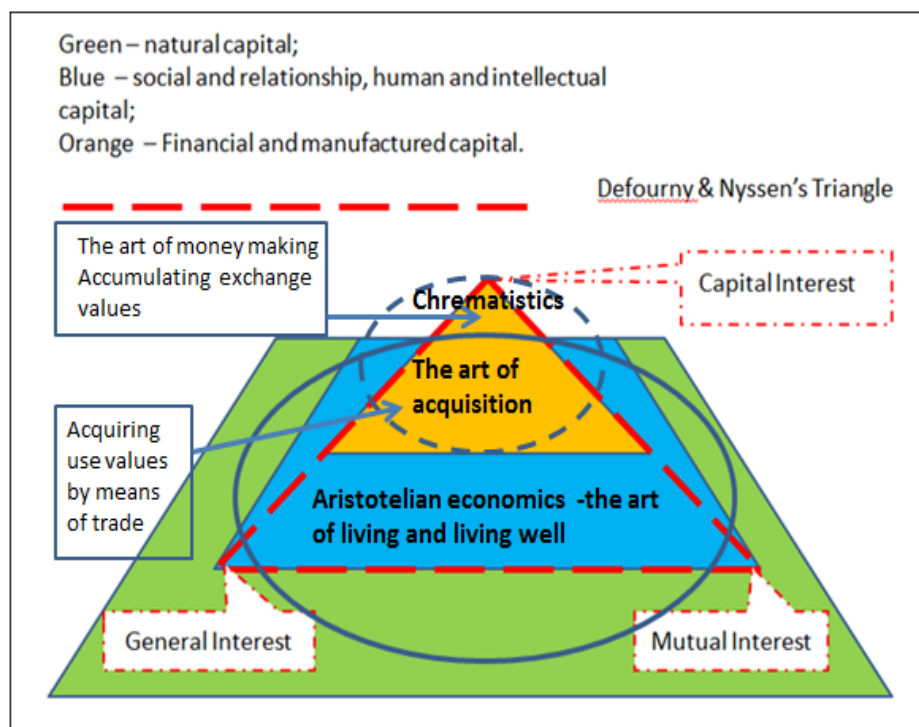 Green – natural capital;
Blue – social and relationship, human and intellectual
capital;
Orange – Financial and manufactured capital.
Defourny & Nyssen's Triangle
The art of money making
Accumulating exchange
values
Chrematistics
Capital Interest
The art of
acquisition
Acquiring
use values
by means
of trade
Aristotelian economics -the art
of living and living well
General Interest
Mutual Interest